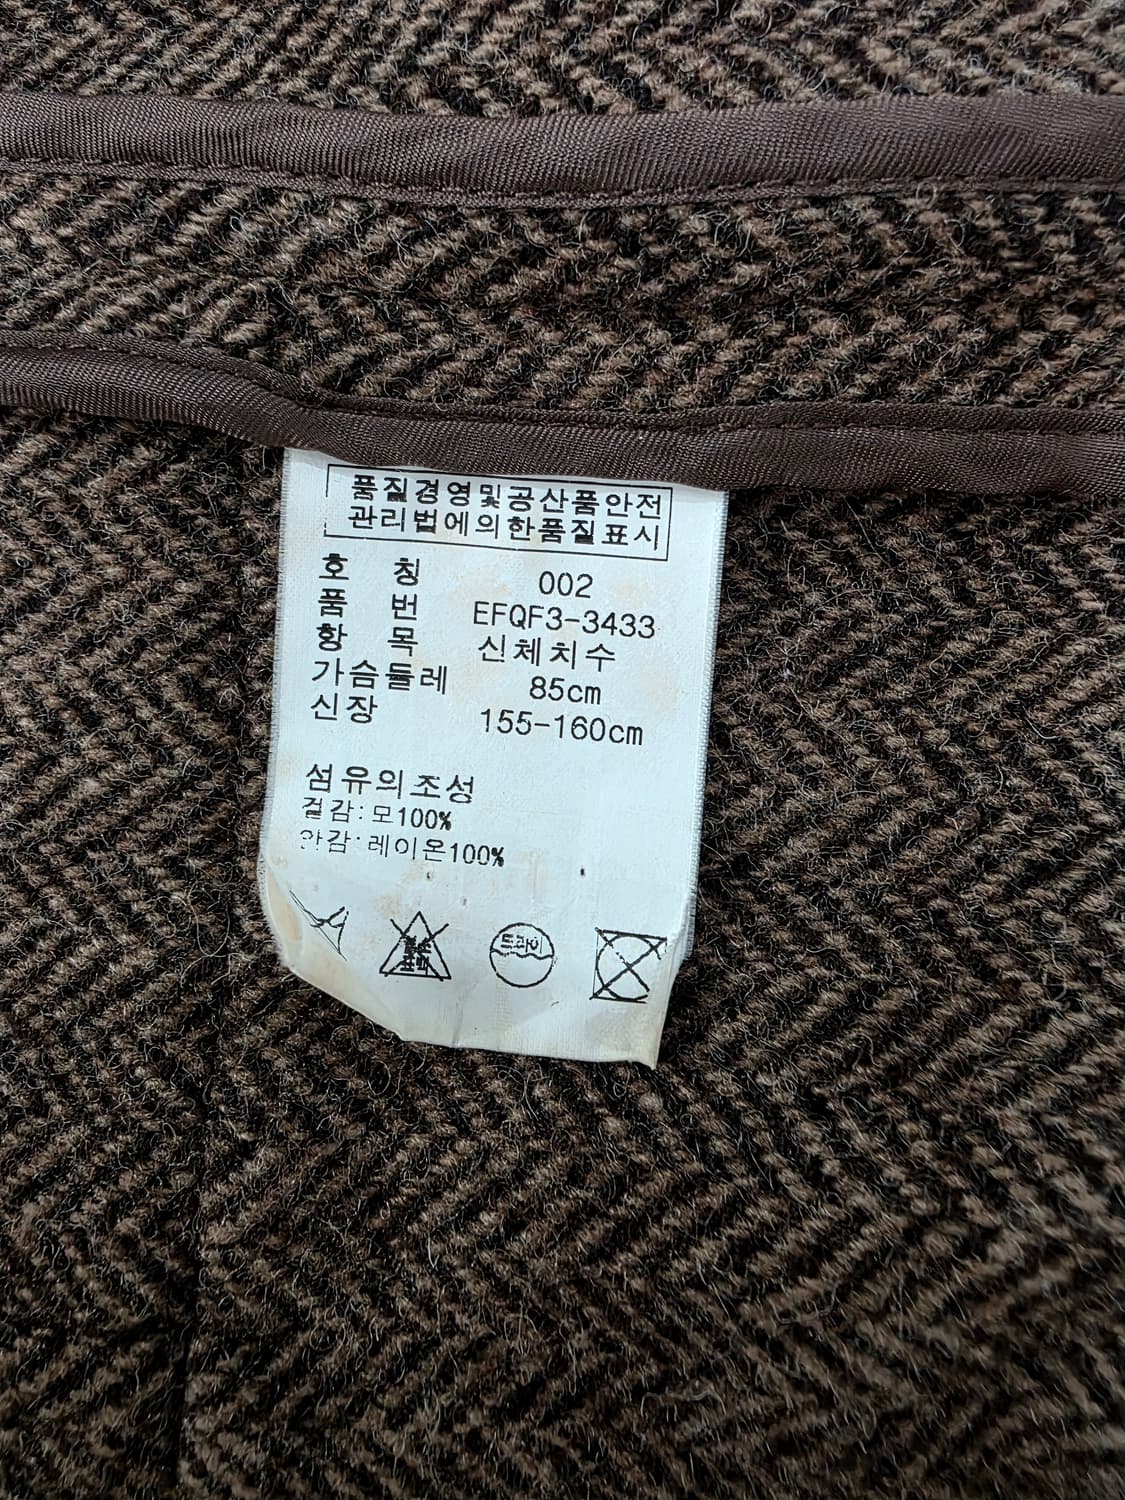 품질경영및공산품안전
관리법에의한품질표시
호 칭 002
품 번 EFQF3-3433
항 목 신체치수
가슴둘레 85cm
신장 155-160cm
섬유의조성
겉감:모100%
안감:레이온100%
드라이